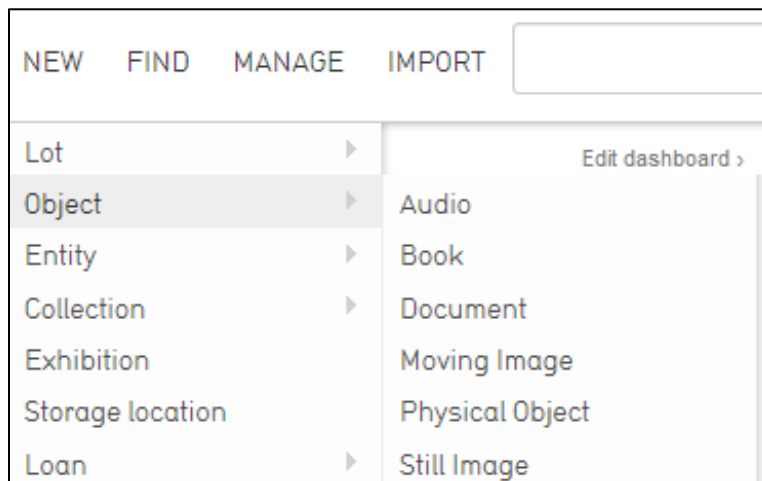 NEW FIND MANAGE IMPORT
Lot
Edit dashboard ›
Object
Audio
Entity
Book
Collection
Document
Exhibition
Moving Image
Storage location
Physical Object
Loan
Still Image